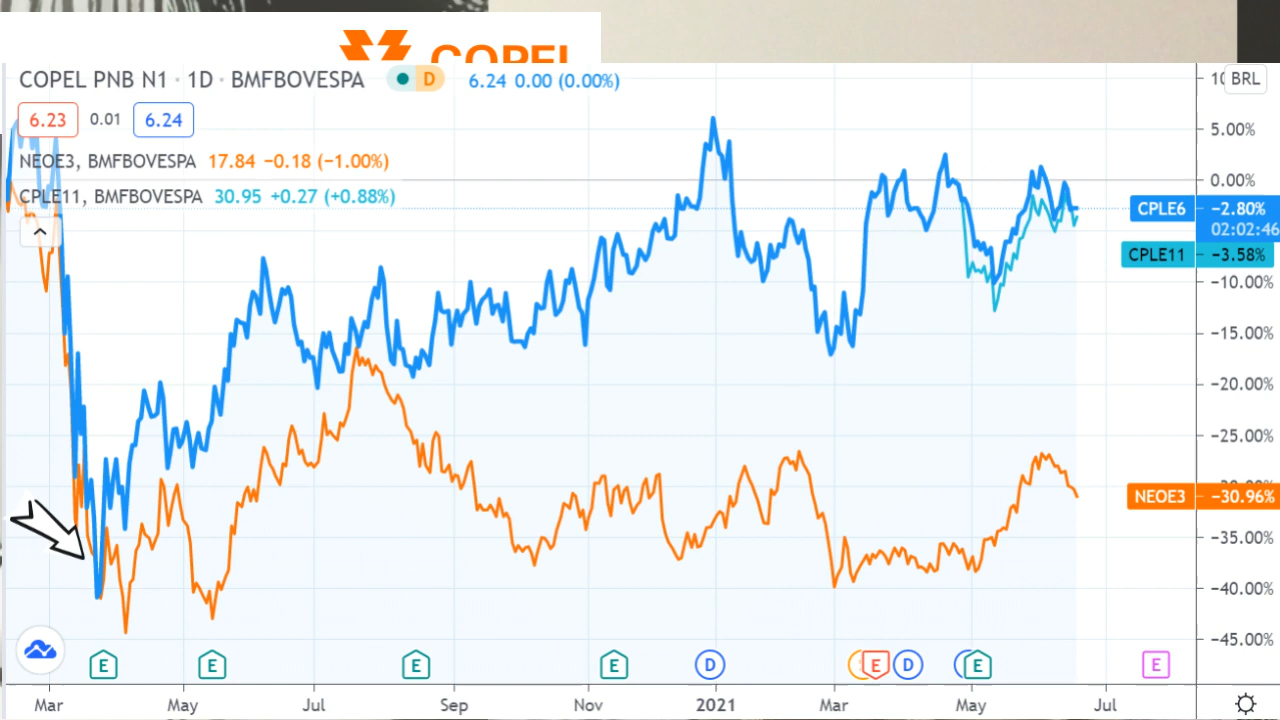 COPEL
COPEL PNB N1 · 1D · BMFBOVESPA D 6.24 0.00 (0.00%)
BRL
6.23 0.01 6.24
5.00%
NEOE3, BMFBOVESPA 17.84 −0.18 (−1.00%)
0.00%
CPLE11, BMFBOVESPA 30.95 +0.27 (+0.88%)
CPLE6 −2.80%
02:02:46
CPLE11 −3.58%
−10.00%
−15.00%
−20.00%
−25.00%
NEOE3 −30.96%
−35.00%
−40.00%
−45.00%
E E E E D E D E E
Mar May Jul Sep Nov 2021 Mar May Jul